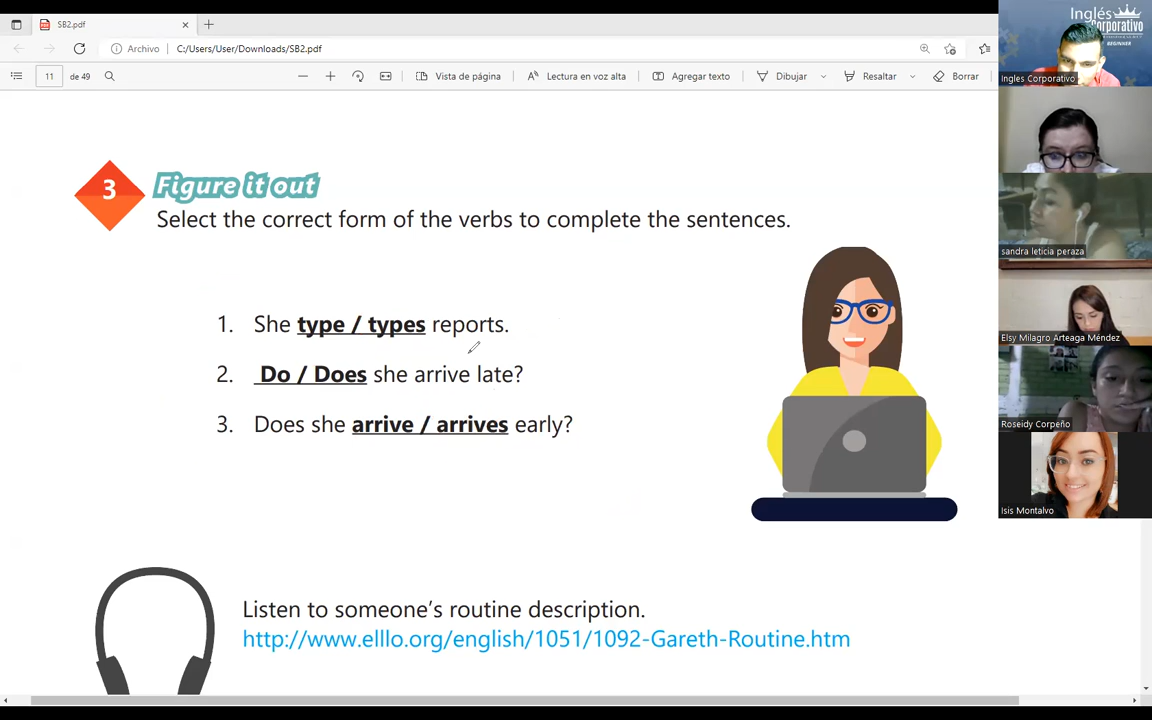 SB2.pdf
Archivo C:/Users/User/Downloads/SB2.pdf
11 de 49 Vista de página Lectura en voz alta Agregar texto Dibujar Resaltar Borrar
3 Figure it out
Select the correct form of the verbs to complete the sentences.
1. She type / types reports.
2. Do / Does she arrive late?
3. Does she arrive / arrives early?
Listen to someone's routine description.
http://www.elllo.org/english/1051/1092-Gareth-Routine.htm
Inglés
Corporativo
BEGINNER
Ingles Corporativo
sandra leticia peraza
Elsy Milagro Arteaga Méndez
Roseidy Corpeño
Isis Montalvo